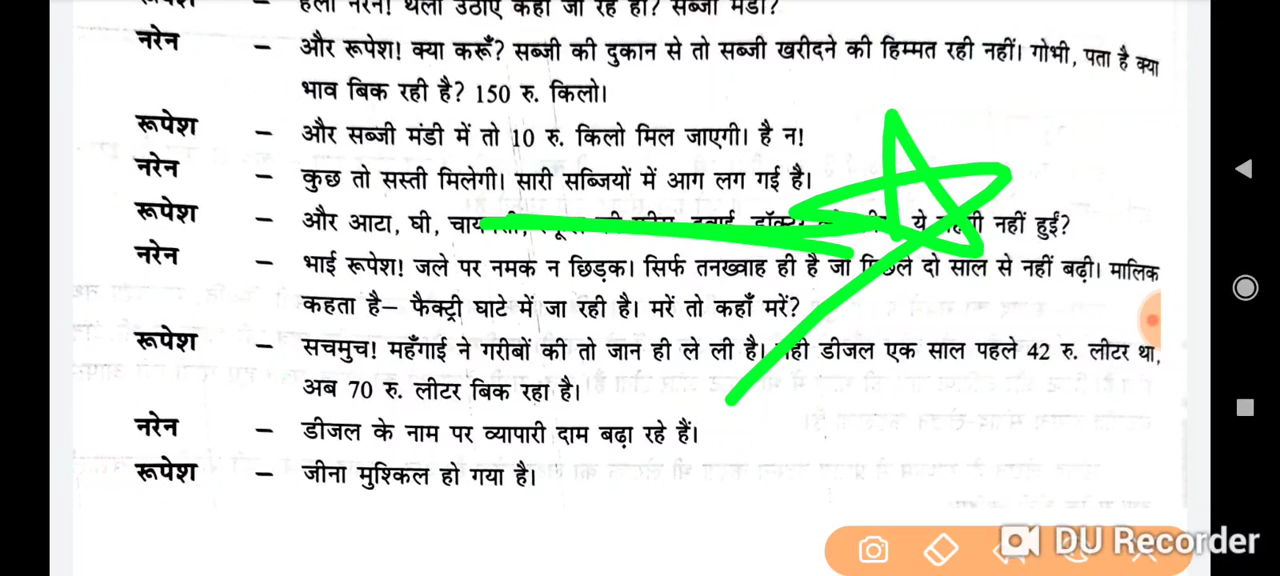 रूपेश – हेलो नरेन! थैला उठाए कहाँ जा रहे हो? सब्जी मंडी?
नरेन – और रूपेश! क्या करूँ? सब्जी की दुकान से तो सब्जी खरीदने की हिम्मत रही नहीं। गोभी, पता है क्या
भाव बिक रही है? 150 रु. किलो।
रूपेश – और सब्जी मंडी में तो 10 रु. किलो मिल जाएगी। है न!
नरेन – कुछ तो सस्ती मिलेगी। सारी सब्जियों में आग लग गई है।
रूपेश – और आटा, घी, ये नहीं हुईं?
नरेन – भाई रूपेश! जले पर नमक न छिड़क। सिर्फ तनख्वाह ही है जो पिछले दो साल से नहीं बढ़ी। मालिक
कहता है– फैक्ट्री घाटे में जा रही है। मरें तो कहाँ मरें?
रूपेश – सचमुच! महँगाई ने गरीबों की तो जान ही ले ली है। डीजल एक साल पहले 42 रु. लीटर था,
अब 70 रु. लीटर बिक रहा है।
नरेन – डीजल के नाम पर व्यापारी दाम बढ़ा रहे हैं।
रूपेश – जीना मुश्किल हो गया है।
DU Recorder